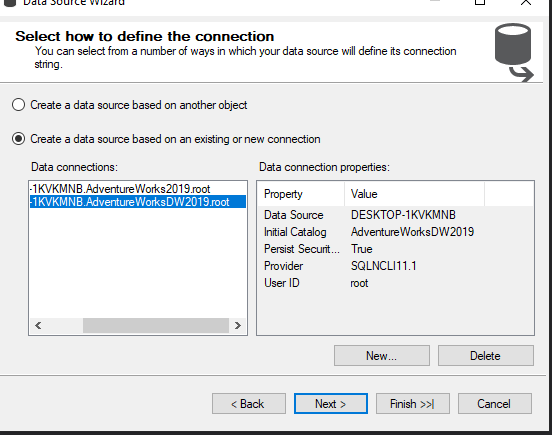 Data Source Wizard
Select how to define the connection
You can select from a number of ways in which your data source will define its connection
string.
Create a data source based on another object
Create a data source based on an existing or new connection
Data connections:
Data connection properties:
-1KVKMNB.AdventureWorks2019.root
-1KVKMNB.AdventureWorksDW2019.root
Property Value
Data Source DESKTOP-1KVKMNB
Initial Catalog AdventureWorksDW2019
Persist Securit... True
Provider SQLNCLI11.1
User ID root
New... Delete
< Back Next > Finish >>| Cancel